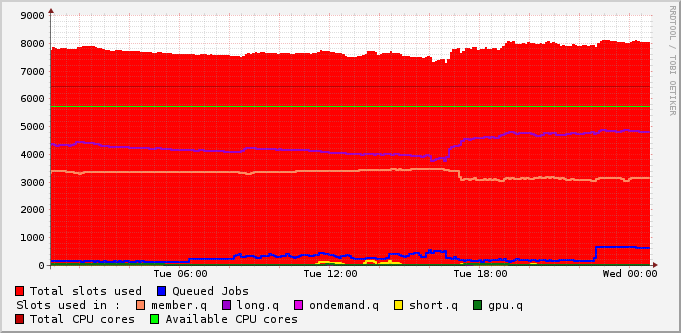 RRDTOOL / TOBI OETIKER
9000
8000
7000
6000
5000
4000
3000
2000
1000
0
Tue 06:00 Tue 12:00 Tue 18:00 Wed 00:00
Total slots used Queued Jobs
Slots used in : member.q long.q ondemand.q short.q gpu.q
Total CPU cores Available CPU cores